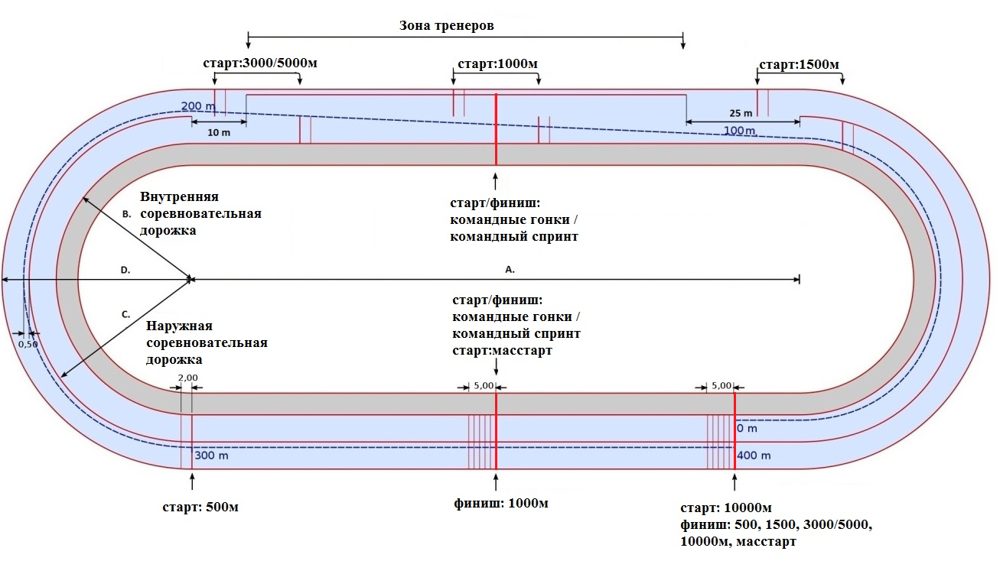 Зона тренеров
старт:3000/5000м
старт:1000м
старт:1500м
200 m
10 m
25 m
100m
Внутренняя
соревновательная
дорожка
B.
старт/финиш:
командные гонки /
командный спринт
D.
A.
C.
старт/финиш:
командные гонки /
командный спринт
старт:масстарт
Наружная
соревновательная
дорожка
0,50
2,00
5,00
5,00
0 m
300 m
400 m
старт: 500м
финиш: 1000м
старт: 10000м
финиш: 500, 1500, 3000/5000,
10000м, масстарт